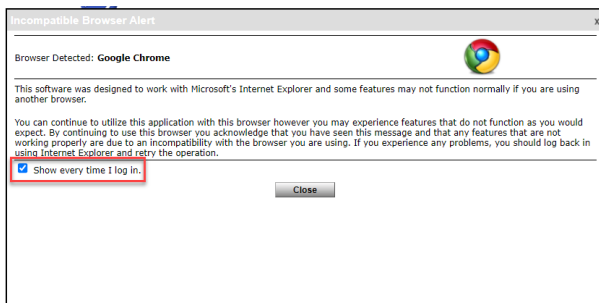 Incompatible Browser Alert
x
Browser Detected: Google Chrome
This software was designed to work with Microsoft's Internet Explorer and some features may not function normally if you are using
another browser.
You can continue to utilize this application with this browser however you may experience features that do not function as you would
expect. By continuing to use this browser you acknowledge that you have seen this message and that any features that are not
working properly are due to an incompatibility with the browser you are using. If you experience any problems, you should log back in
using Internet Explorer and retry the operation.
Show every time I log in.
Close